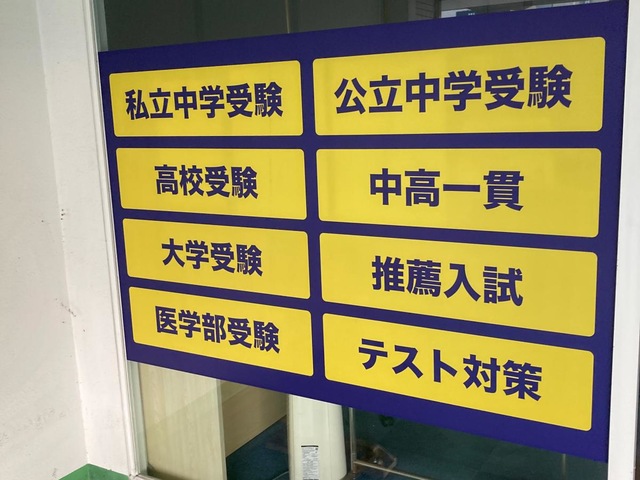 私立中学受験
公立中学受験
高校受験
中高一貫
大学受験
推薦入試
医学部受験
テスト対策